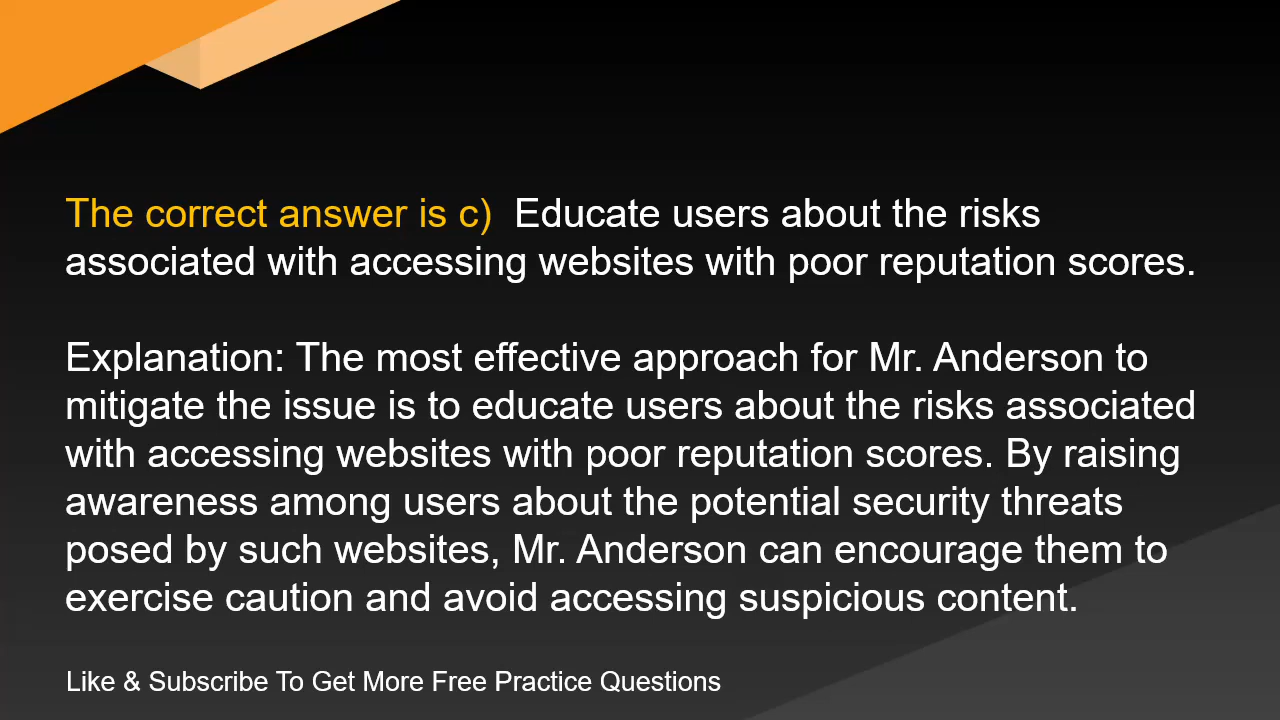 The correct answer is c) Educate users about the risks
associated with accessing websites with poor reputation scores.
Explanation: The most effective approach for Mr. Anderson to
mitigate the issue is to educate users about the risks associated
with accessing websites with poor reputation scores. By raising
awareness among users about the potential security threats
posed by such websites, Mr. Anderson can encourage them to
exercise caution and avoid accessing suspicious content.
Like & Subscribe To Get More Free Practice Questions